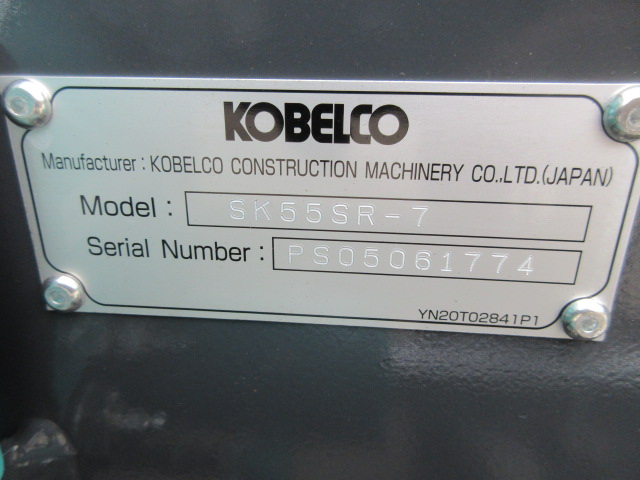 KOBELCO
Manufacturer : KOBELCO CONSTRUCTION MACHINERY CO.,LTD.(JAPAN)
Model : SK55SR-7
Serial Number : PS05061774
YN20T02841P1